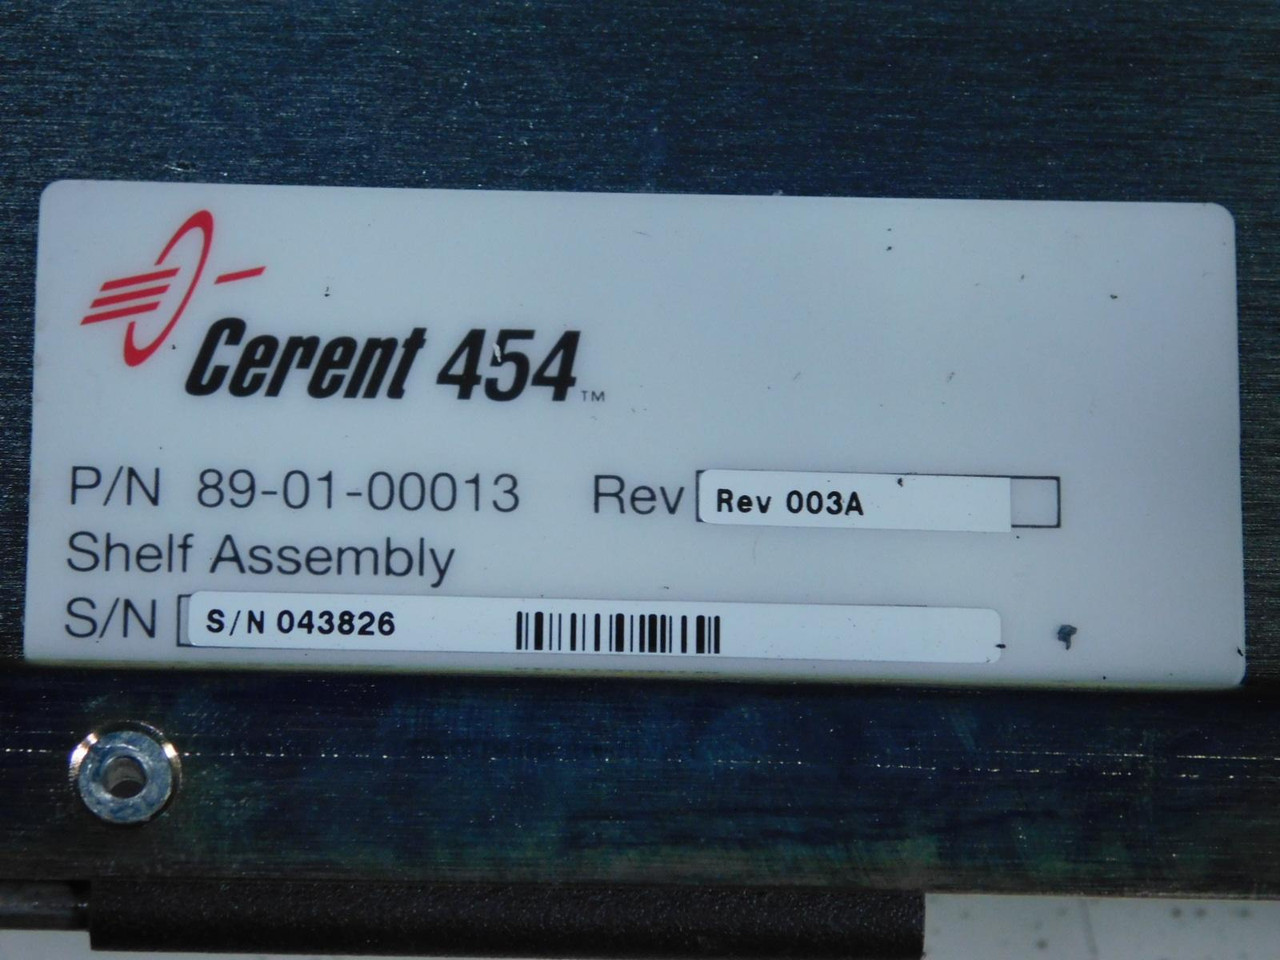 Cerent 454™
P/N 89-01-00013 Rev Rev 003A
Shelf Assembly
S/N S/N 043826